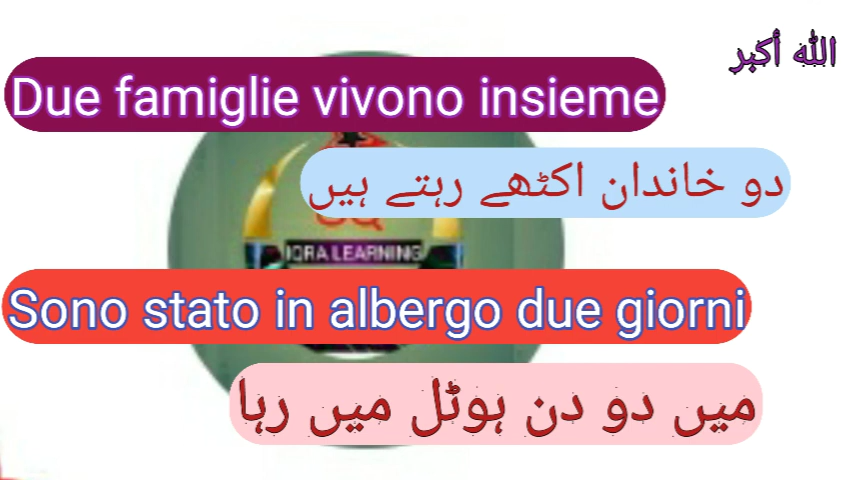 الله أكبر
Due famiglie vivono insieme
دو خاندان اکٹھے رہتے ہیں
IQRA LEARNING
Sono stato in albergo due giorni
میں دو دن ہوٹل میں رہا